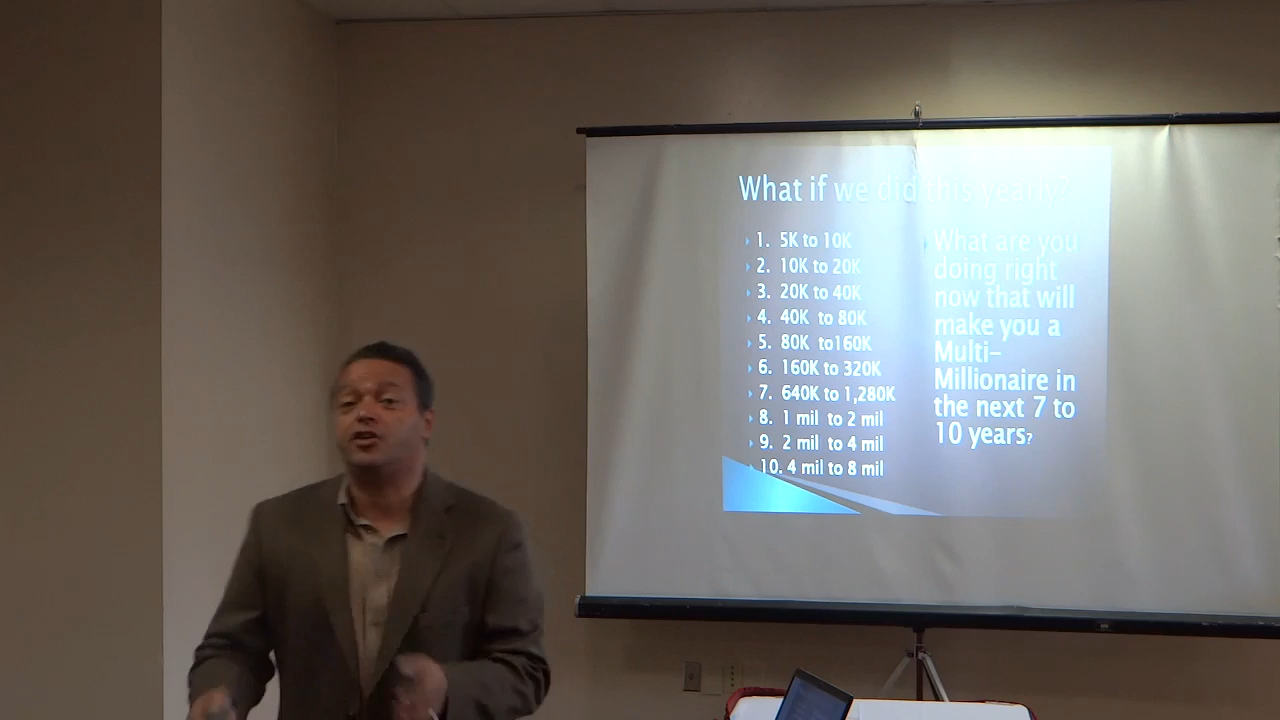 What if we did this yearly?
1. 5K to 10K
2. 10K to 20K
3. 20K to 40K
4. 40K to 80K
5. 80K to160K
6. 160K to 320K
7. 640K to 1,280K
8. 1 mil to 2 mil
9. 2 mil to 4 mil
10. 4 mil to 8 mil
What are you
doing right
now that will
make you a
Multi-
Millionaire in
the next 7 to
10 years?